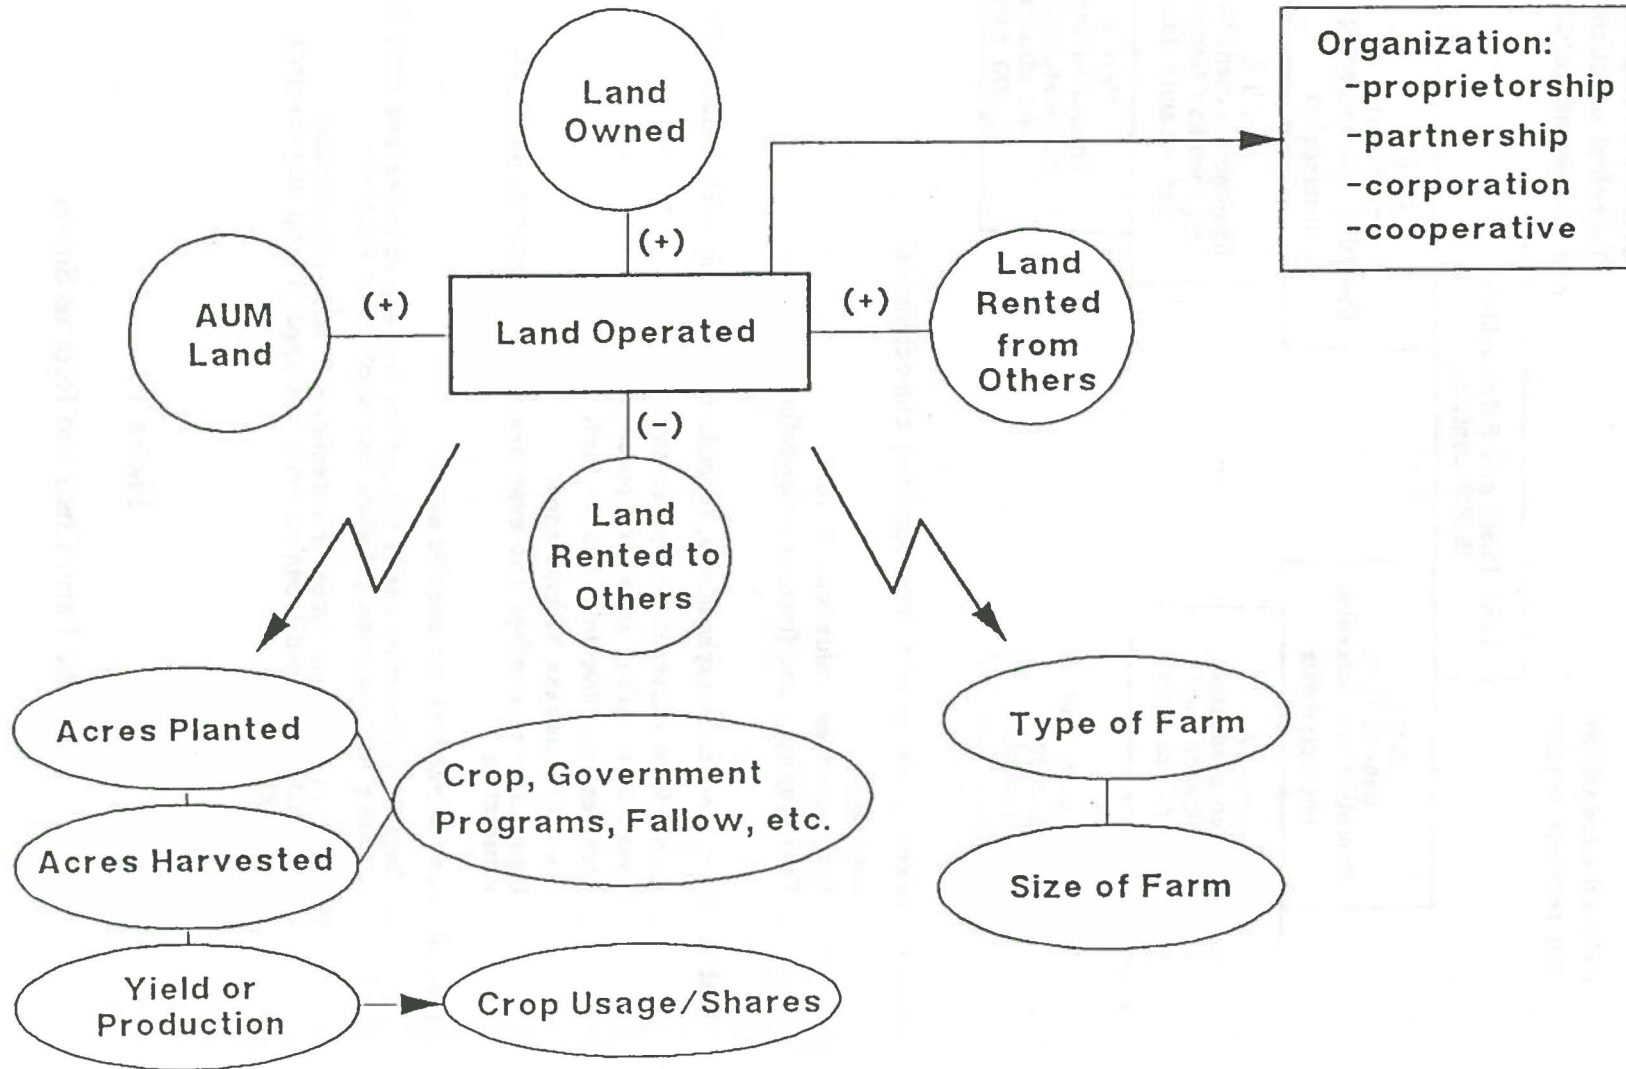 Land
Owned
Organization:
-proprietorship
-partnership
-corporation
-cooperative
(+)
AUM
Land
(+)
Land Operated
(+)
Land
Rented
from
Others
(-)
Land
Rented to
Others
Acres Planted
Crop, Government
Programs, Fallow, etc.
Acres Harvested
Yield or
Production
Crop Usage/Shares
Type of Farm
Size of Farm